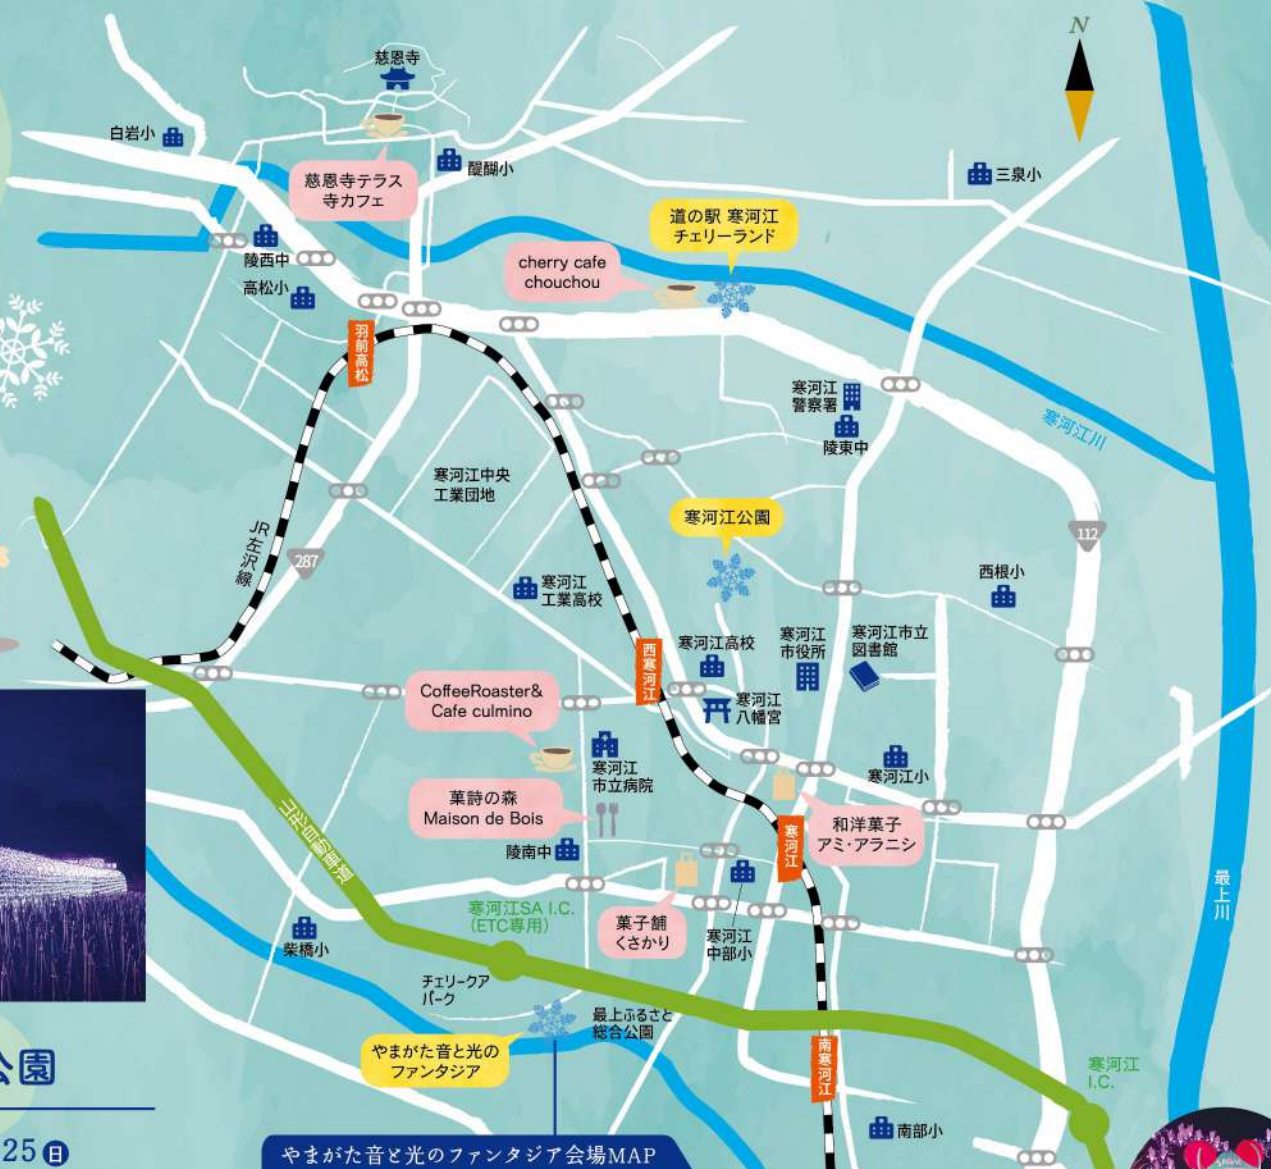 N
慈恩寺
白岩小
醍醐小
慈恩寺テラス
寺カフェ
三泉小
道の駅 寒河江
チェリーランド
陵西中
cherry cafe
chouchou
高松小
羽前高松
寒河江
警察署
陵東中
寒河江川
寒河江中央
工業団地
寒河江公園
JR左沢線
287
112
寒河江
工業高校
西根小
西寒河江
寒河江高校
寒河江
市役所
寒河江市立
図書館
CoffeeRoaster&
Cafe culmino
寒河江
八幡宮
寒河江
市立病院
寒河江小
菓詩の森
Maison de Bois
山形自動車道
寒河江
和洋菓子
アミ・アラニシ
陵南中
最上川
寒河江SA I.C.
(ETC専用)
菓子舗
くさかり
寒河江
中部小
柴橋小
チェリークア
パーク
最上ふるさと
総合公園
やまがた音と光の
ファンタジア
南寒河江
寒河江
I.C.
公園
南部小
25日
やまがた音と光のファンタジア会場MAP